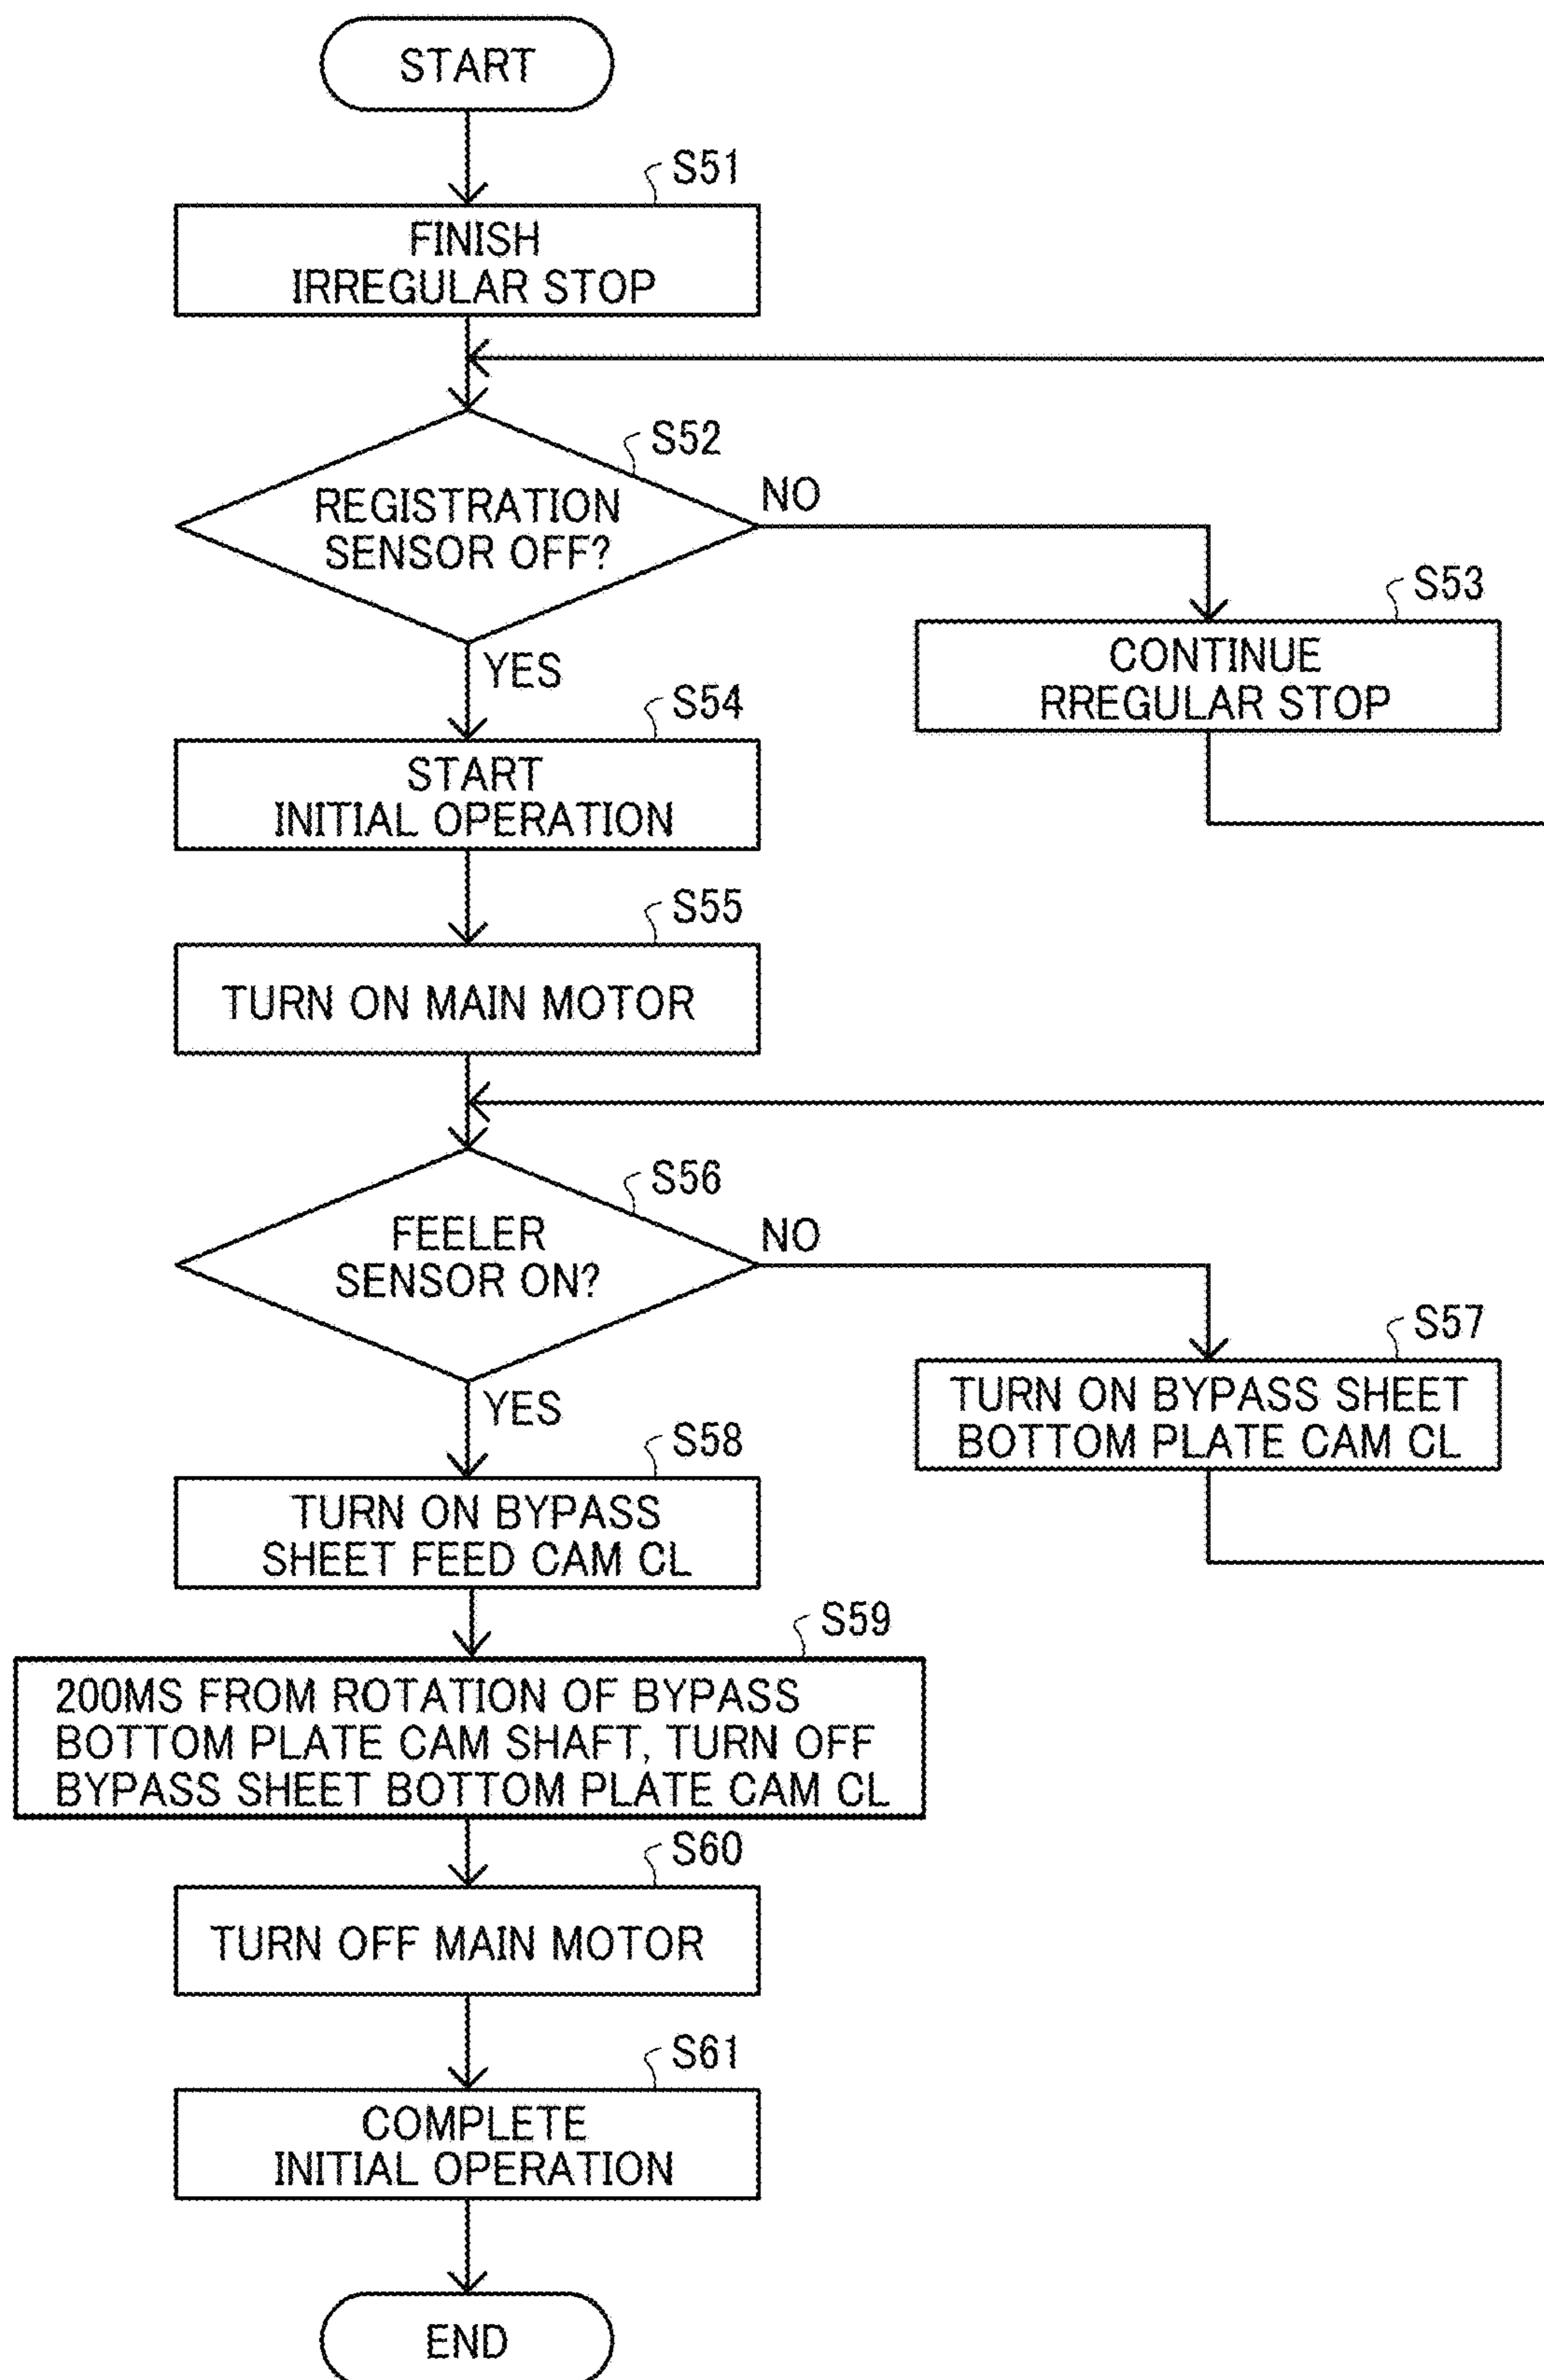 START
S51
FINISH
IRREGULAR STOP
S52
REGISTRATION
SENSOR OFF?
NO
S53
CONTINUE
RREGULAR STOP
YES
S54
START
INITIAL OPERATION
S55
TURN ON MAIN MOTOR
S56
FEELER
SENSOR ON?
NO
S57
TURN ON BYPASS SHEET
BOTTOM PLATE CAM CL
YES
S58
TURN ON BYPASS
SHEET FEED CAM CL
S59
200MS FROM ROTATION OF BYPASS
BOTTOM PLATE CAM SHAFT, TURN OFF
BYPASS SHEET BOTTOM PLATE CAM CL
S60
TURN OFF MAIN MOTOR
S61
COMPLETE
INITIAL OPERATION
END